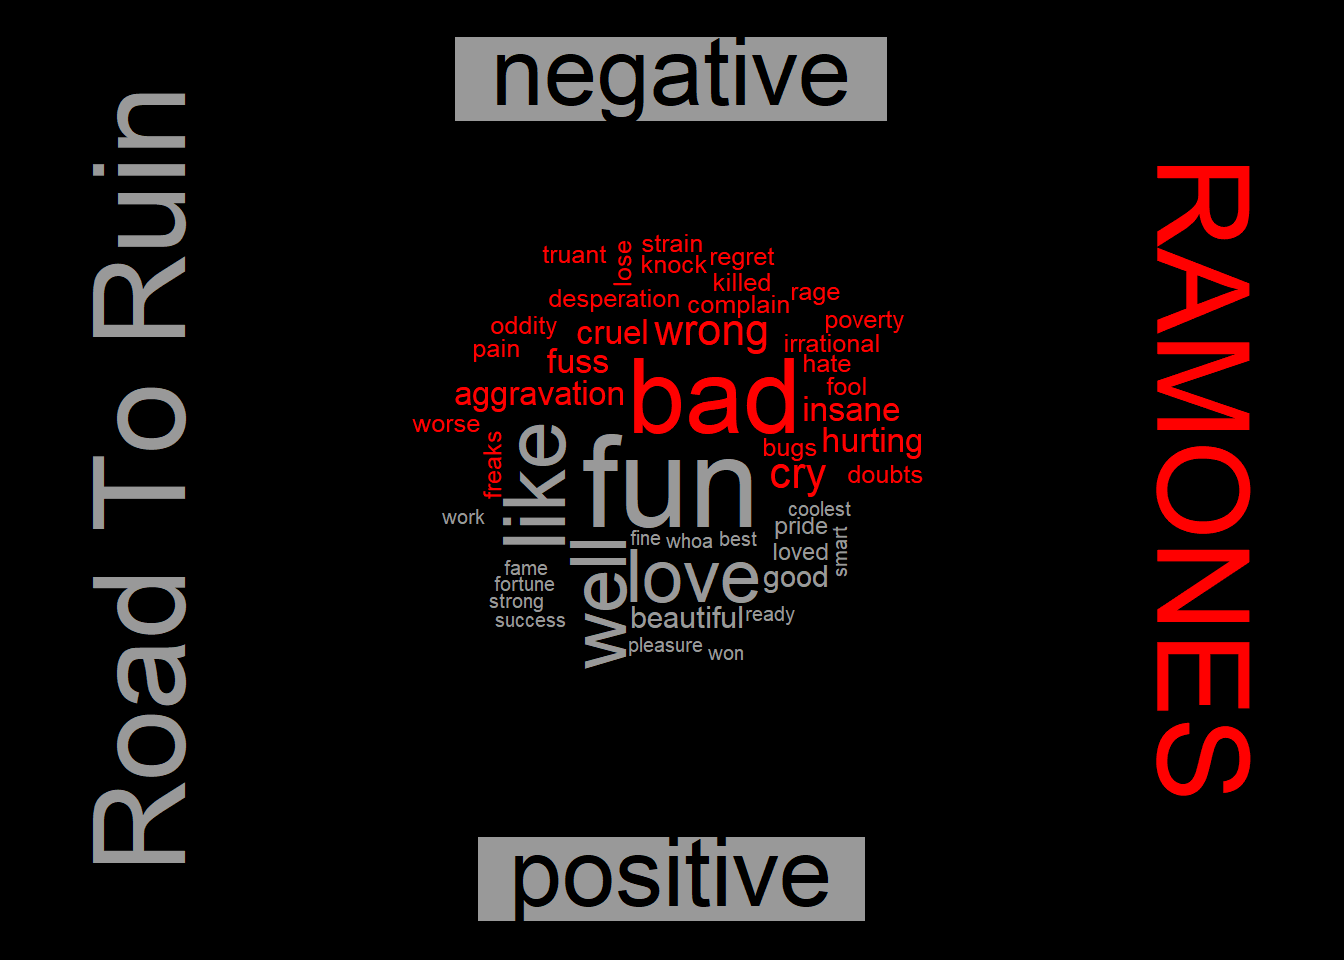 negative
Road To Ruin
RAMONES
truant
lose
strain
knock
regret
killed
desperation
complain
rage
oddity
cruel
wrong
poverty
pain
irrational
fuss
hate
aggravation
bad
fool
insane
worse
freaks
bugs
hurting
cry
doubts
like
fun
work
coolest
pride
fine
whoa
best
smart
loved
fame
well
love
good
fortune
strong
success
beautiful
ready
pleasure
won
positive